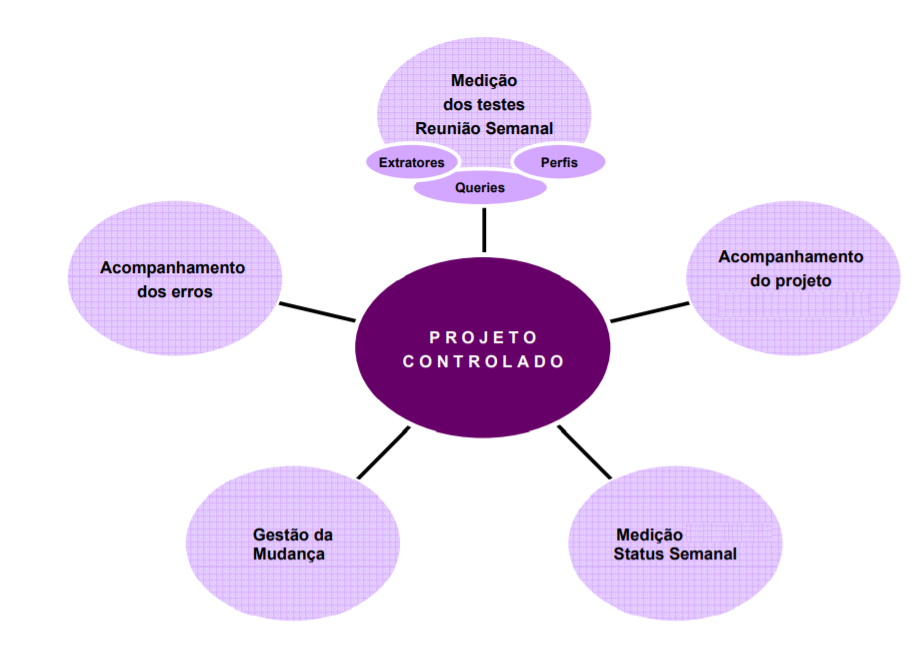 Medição
dos testes
Reunião Semanal
Extratores
Perfis
Queries
Acompanhamento
dos erros
Acompanhamento
do projeto
PROJETO
CONTROLADO
Gestão da
Mudança
Medição
Status Semanal